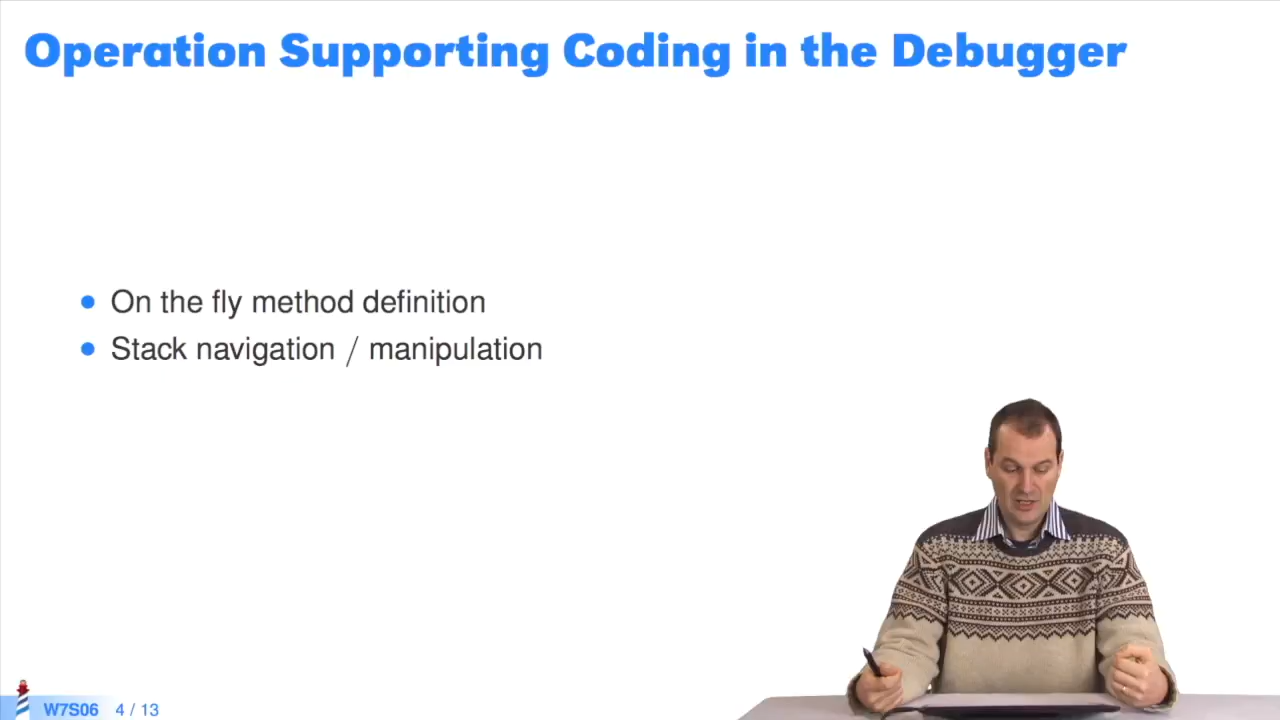 Operation Supporting Coding in the Debugger
On the fly method definition
Stack navigation / manipulation
W7S06 4 / 13